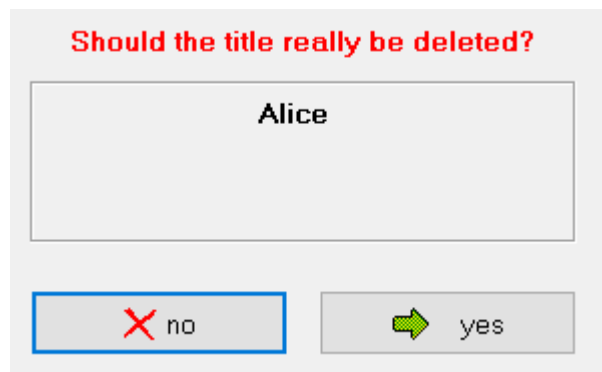 Should the title really be deleted?
Alice
no
yes